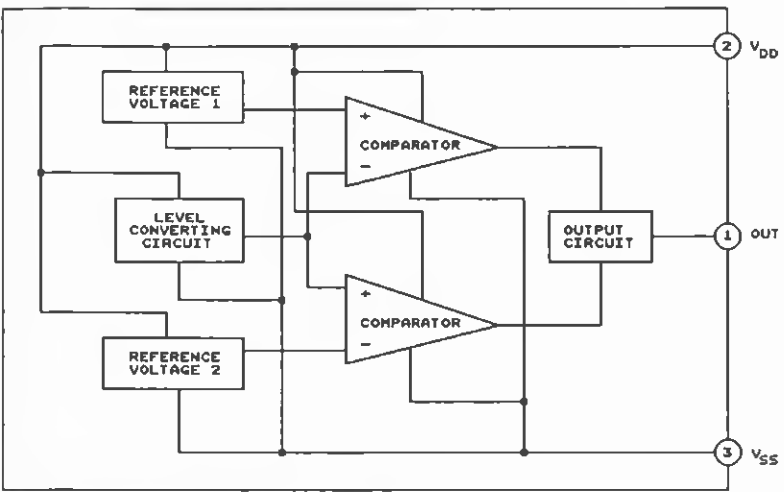 2 VDD
REFERENCE
VOLTAGE 1
+
COMPARATOR
-
LEVEL
CONVERTING
CIRCUIT
OUTPUT
CIRCUIT
1 OUT
+
COMPARATOR
-
REFERENCE
VOLTAGE 2
3 VSS